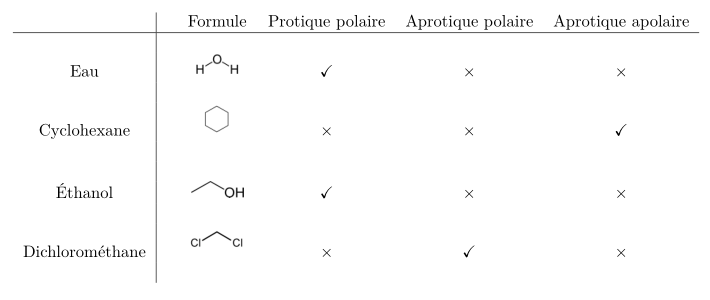 Formule Protique polaire Aprotique polaire Aprotique apolaire
Eau H O H ✓ × ×
Cyclohexane × × ✓
Éthanol OH ✓ × ×
Dichlorométhane Cl Cl × ✓ ×